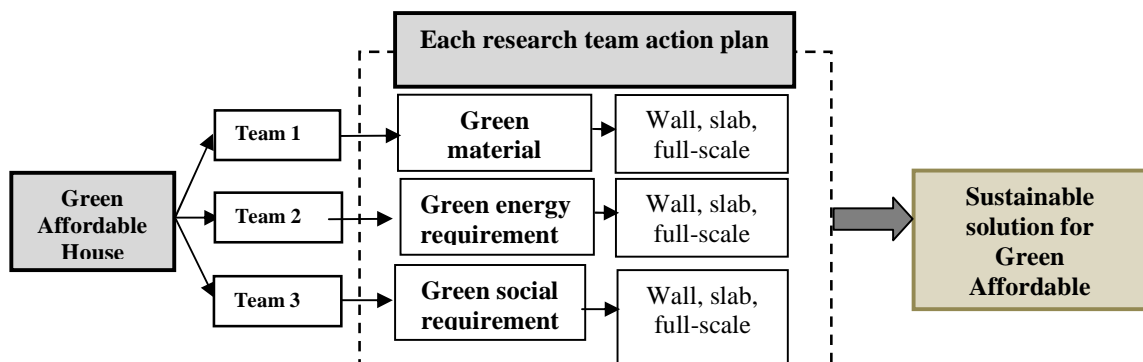 Each research team action plan
Green
Affordable
House
Team 1
Team 2
Team 3
Green
material
Wall, slab,
full-scale
Green energy
requirement
Wall, slab,
full-scale
Green social
requirement
Wall, slab,
full-scale
Sustainable
solution for
Green
Affordable